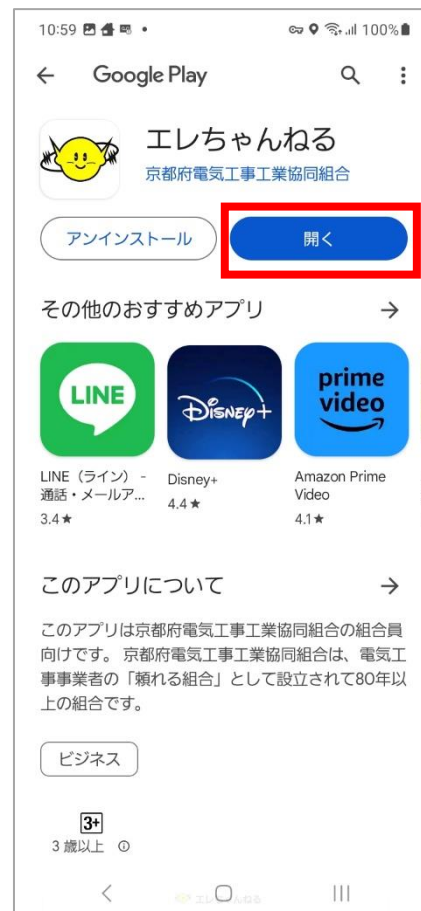 10:59
100%
Google Play
エレちゃんねる
京都府電気工事工業協同組合
アンインストール
開く
その他のおすすめアプリ
LINE
Disney+
prime
video
LINE（ライン） -
通話・メールア...
3.4★
Disney+
4.4★
Amazon Prime
Video
4.1★
このアプリについて
このアプリは京都府電気工事工業協同組合の組合員
向けです。 京都府電気工事工業協同組合は、電気工
事事業者の「頼れる組合」として設立されて80年以
上の組合です。
ビジネス
3+
3 歳以上
エレちゃんねる